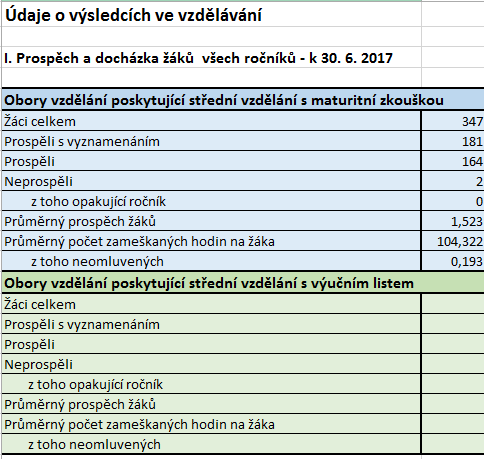 Údaje o výsledcích ve vzdělávání
I. Prospěch a docházka žáků všech ročníků - k 30. 6. 2017
Obory vzdělání poskytující střední vzdělání s maturitní zkouškou
Žáci celkem 347
Prospěli s vyznamenáním 181
Prospěli 164
Neprospěli 2
z toho opakující ročník 0
Průměrný prospěch žáků 1,523
Průměrný počet zameškaných hodin na žáka 104,322
z toho neomluvených 0,193
Obory vzdělání poskytující střední vzdělání s výučním listem
Žáci celkem
Prospěli s vyznamenáním
Prospěli
Neprospěli
z toho opakující ročník
Průměrný prospěch žáků
Průměrný počet zameškaných hodin na žáka
z toho neomluvených